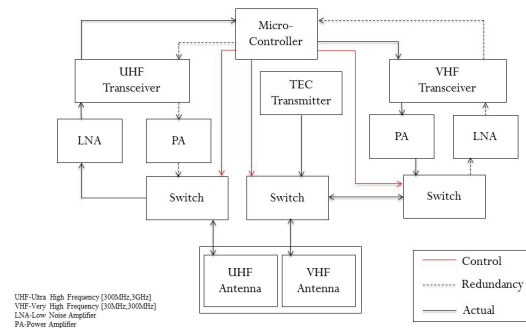 Micro-
Controller
UHF
Transceiver
TEC
Transmitter
VHF
Transceiver
LNA
PA
PA
LNA
Switch
Switch
Switch
UHF
Antenna
VHF
Antenna
Control
Redundancy
Actual
UHF-Ultra High Frequency [300MHz,3GHz]
VHF-Very High Frequency [30MHz,300MHz]
LNA-Low Noise Amplifier
PA-Power Amplifier